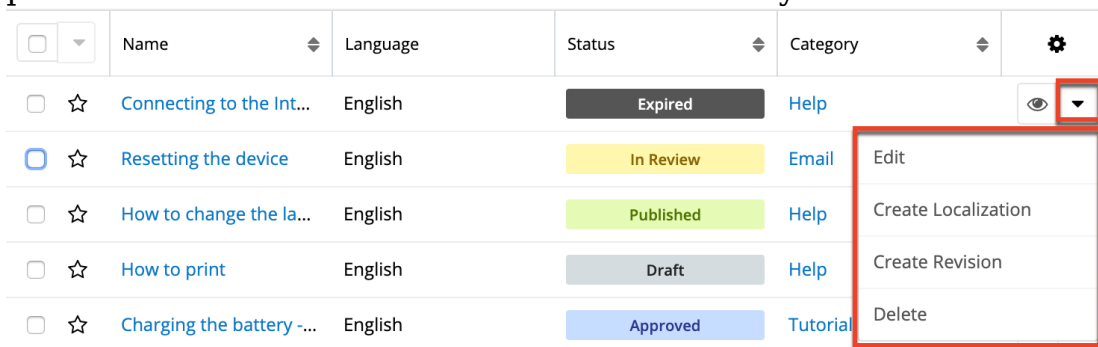 Name Language Status Category
Connecting to the Int... English Expired Help
Resetting the device English In Review Email Edit
How to change the la... English Published Help Create Localization
How to print English Draft Help Create Revision
Charging the battery -... English Approved Tutorial Delete